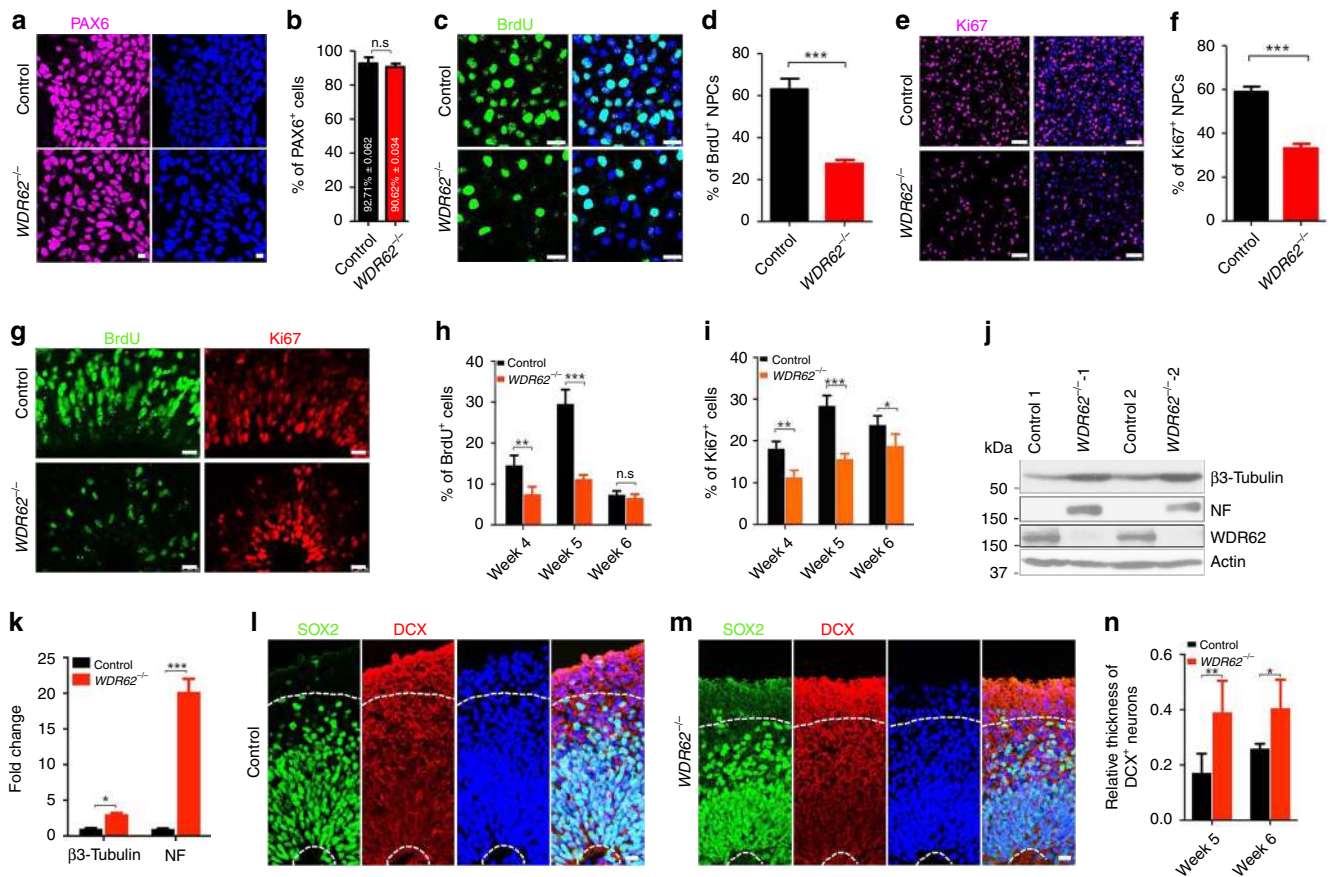 a
PAX6
Control
WDR62−/−
b
n.s
% of PAX6+ cells
100
80
60
40
20
0
92.71% ± 0.062
90.62% ± 0.034
Control
WDR62−/−
c
BrdU
Control
WDR62−/−
d
% of BrdU+ NPCs
80
60
40
20
0
***
Control
WDR62−/−
e
Ki67
Control
WDR62−/−
f
% of Ki67+ NPCs
80
60
40
20
0
***
Control
WDR62−/−
g
BrdU
Ki67
Control
WDR62−/−
h
% of BrdU+ cells
40
30
20
10
0
Control
WDR62−/−
**
***
n.s
Week 4
Week 5
Week 6
i
% of Ki67+ cells
40
30
20
10
0
Control
WDR62−/−
**
***
*
Week 4
Week 5
Week 6
j
kDa
Control 1
WDR62−/−-1
Control 2
WDR62−/−-2
50
β3-Tubulin
150
NF
150
WDR62
37
Actin
k
Fold change
25
20
15
10
5
0
Control
WDR62−/−
*
***
β3-Tubulin
NF
l
SOX2
DCX
Control
m
SOX2
DCX
WDR62−/−
n
Relative thickness of
DCX+ neurons
0.6
0.4
0.2
0.0
Control
WDR62−/−
**
*
Week 5
Week 6